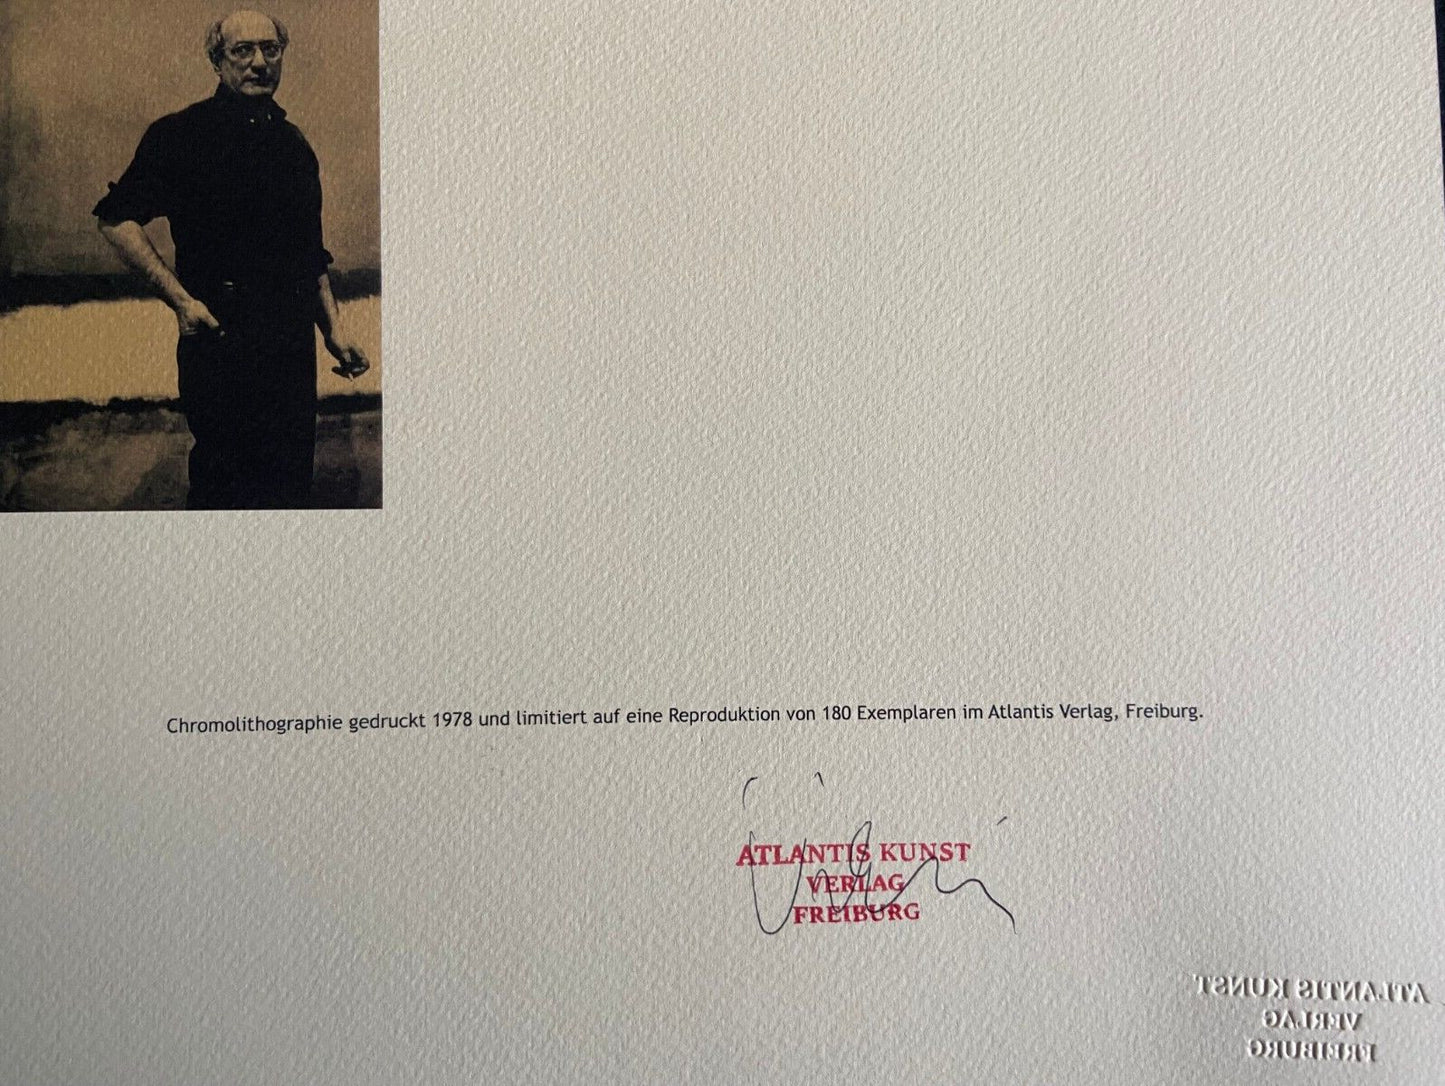 Chromolithographie gedruckt 1978 und limitiert auf eine Reproduktion von 180 Exemplaren im Atlantis Verlag, Freiburg.
ATLANTIS KUNST
VERLAG
FREIBURG
ATLANTIS KUNST
VERLAG
FREIBURG